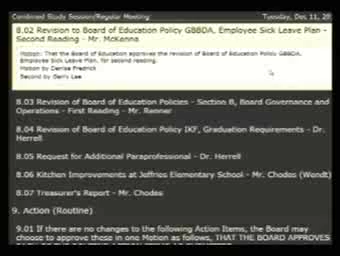 Combined Study Session/Regular Meeting Tuesday, Dec 11, 20
8.02 Revision to Board of Education Policy GBBDA, Employee Sick Leave Plan -
Second Reading - Mr. McKenna
Motion: That the Board of Education approves the revision of Board of Education Policy GBBDA,
Employee Sick Leave Plan, for second reading.
Motion by Denise Fredrick
Second by Gerry Lee
8.03 Revision of Board of Education Policies - Section B, Board Governance and
Operations - First Reading - Mr. Renner
8.04 Revision of Board of Education Policy IKF, Graduation Requirements - Dr.
Herrell
8.05 Request for Additional Paraprofessional - Dr. Herrell
8.06 Kitchen Improvements at Jeffries Elementary School - Mr. Chodes (Wendt)
8.07 Treasurer's Report - Mr. Chodes
9. Action (Routine)
9.01 If there are no changes to the following Action Items, the Board may
choose to approve these in one Motion as follows, THAT THE BOARD APPROVES